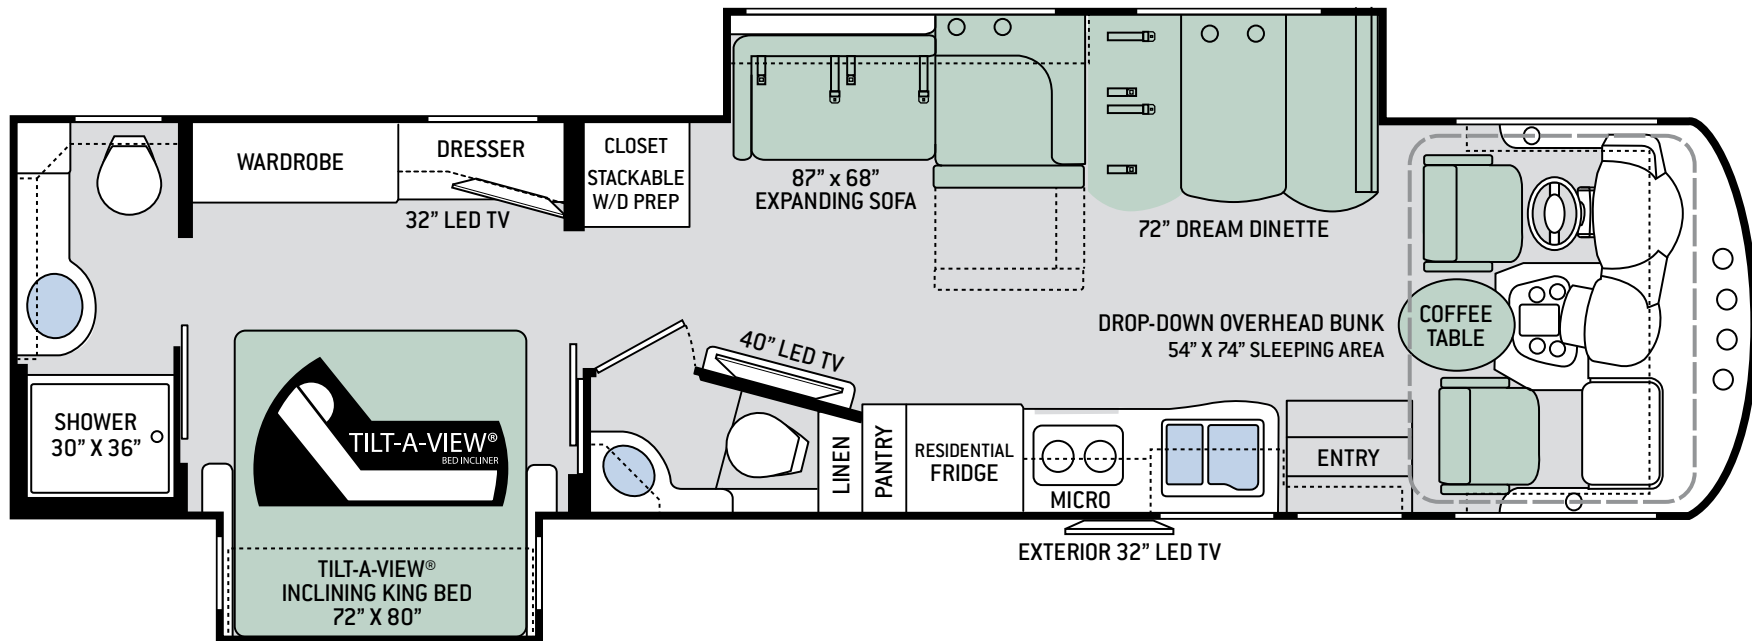 WARDROBE
DRESSER
32” LED TV
CLOSET
STACKABLE
W/D PREP
87” x 68”
EXPANDING SOFA
72” DREAM DINETTE
DROP-DOWN OVERHEAD BUNK
54” X 74” SLEEPING AREA
COFFEE
TABLE
SHOWER
30” X 36”
TILT-A-VIEW®
BED INCLINER
TILT-A-VIEW®
INCLINING KING BED
72” X 80”
40” LED TV
LINEN
PANTRY
RESIDENTIAL
FRIDGE
MICRO
ENTRY
EXTERIOR 32” LED TV